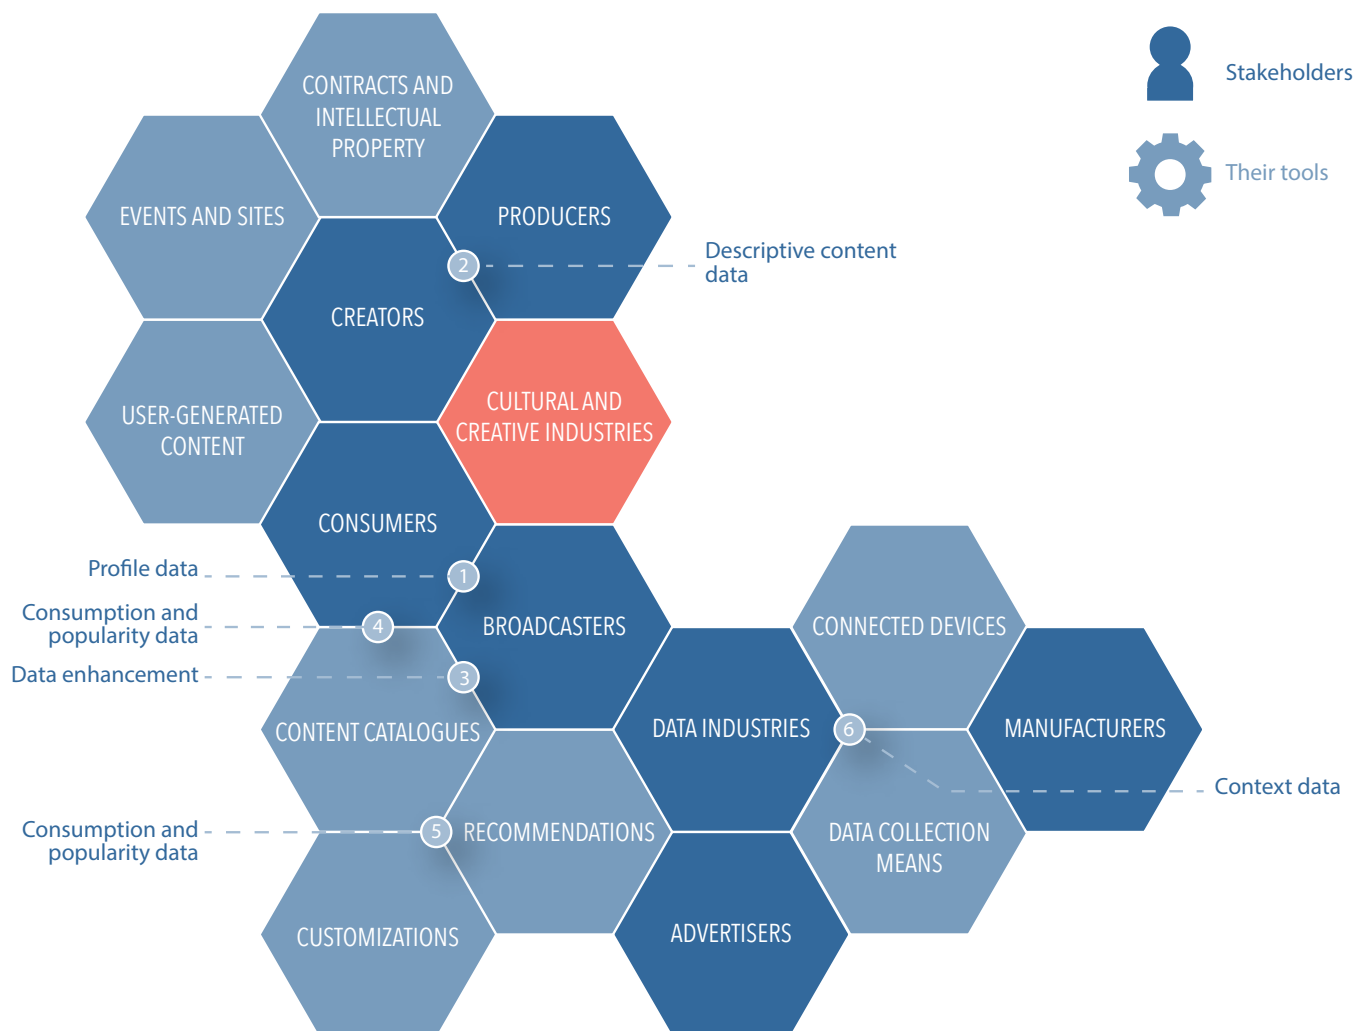 CONTRACTS AND
INTELLECTUAL
PROPERTY
Stakeholders
Their tools
EVENTS AND SITES
PRODUCERS
Descriptive content
data
2
CREATORS
USER-GENERATED
CONTENT
CULTURAL AND
CREATIVE INDUSTRIES
CONSUMERS
Profile data
1
Consumption and
popularity data
4
BROADCASTERS
CONNECTED DEVICES
Data enhancement
3
CONTENT CATALOGUES
DATA INDUSTRIES
6
MANUFACTURERS
Context data
Consumption and
popularity data
5
RECOMMENDATIONS
DATA COLLECTION
MEANS
CUSTOMIZATIONS
ADVERTISERS